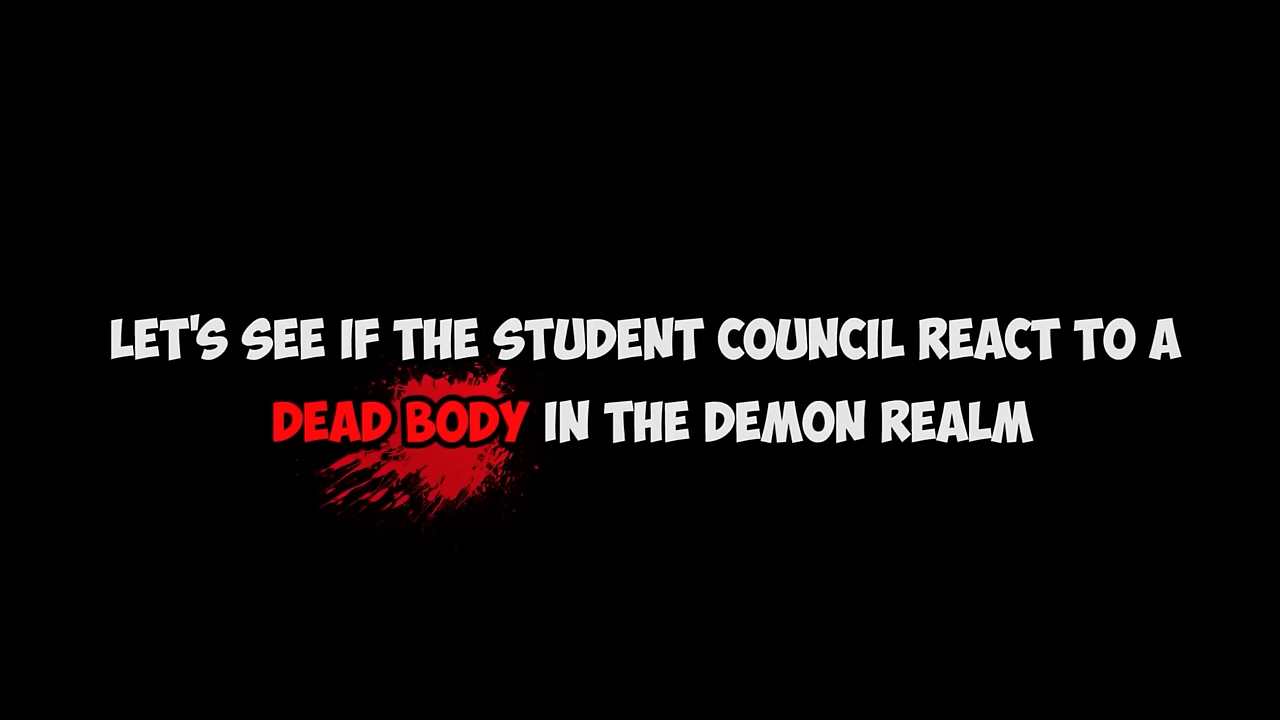 LET'S SEE IF THE STUDENT COUNCIL REACT TO A
DEAD BODY IN THE DEMON REALM